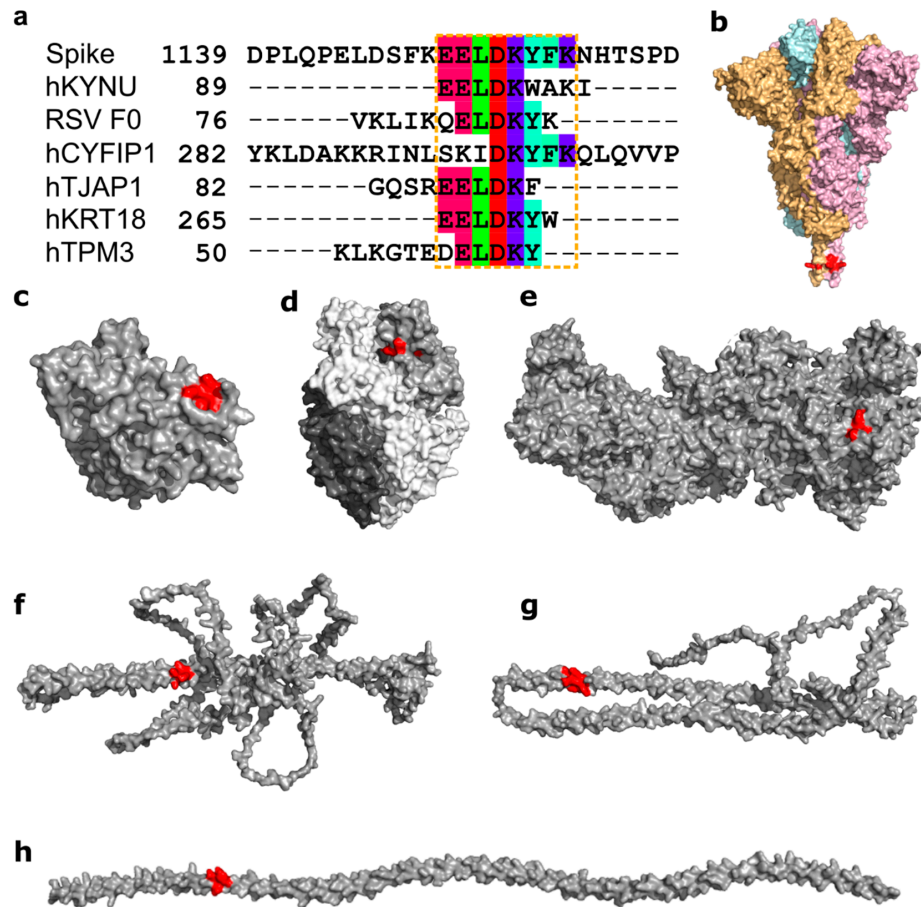 a
Spike 1139 DPLQPELDSFKEELDKYFKNHTSPD
hKYNU 89 -----------EELDKWAKI-----
RSV F0 76 ------VKLIKQELDKYK-------
hCYFIP1 282 YKLDAKKRINLSKIDKYFKQLQVVP
hTJAP1 82 -------GQSREELDKF--------
hKRT18 265 -----------EELDKYW-------
hTPM3 50 -----KLKGTEDELDKY--------
b
c
d
e
f
g
h